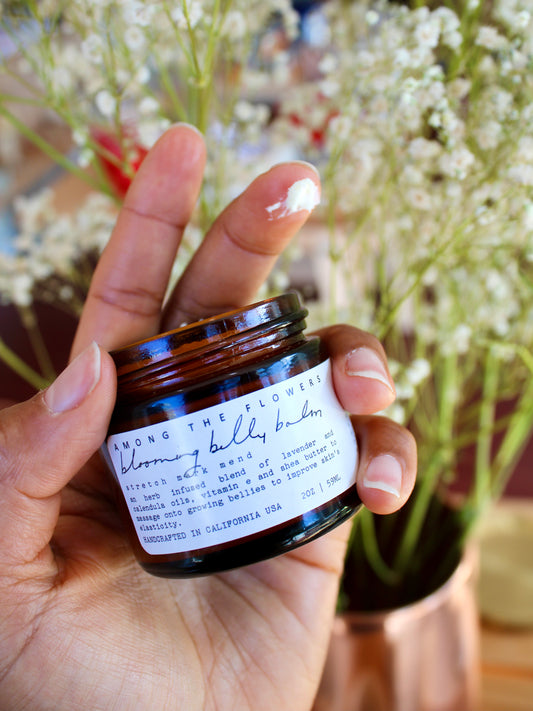 AMONG THE FLOWERS
blooming belly balm
stretch mark mend
an herb infused blend of lavender and
calendula oils, vitamin e and shea butter to
massage onto growing bellies to improve skin's
elasticity.
2OZ | 59ML
HANDCRAFTED IN CALIFORNIA USA